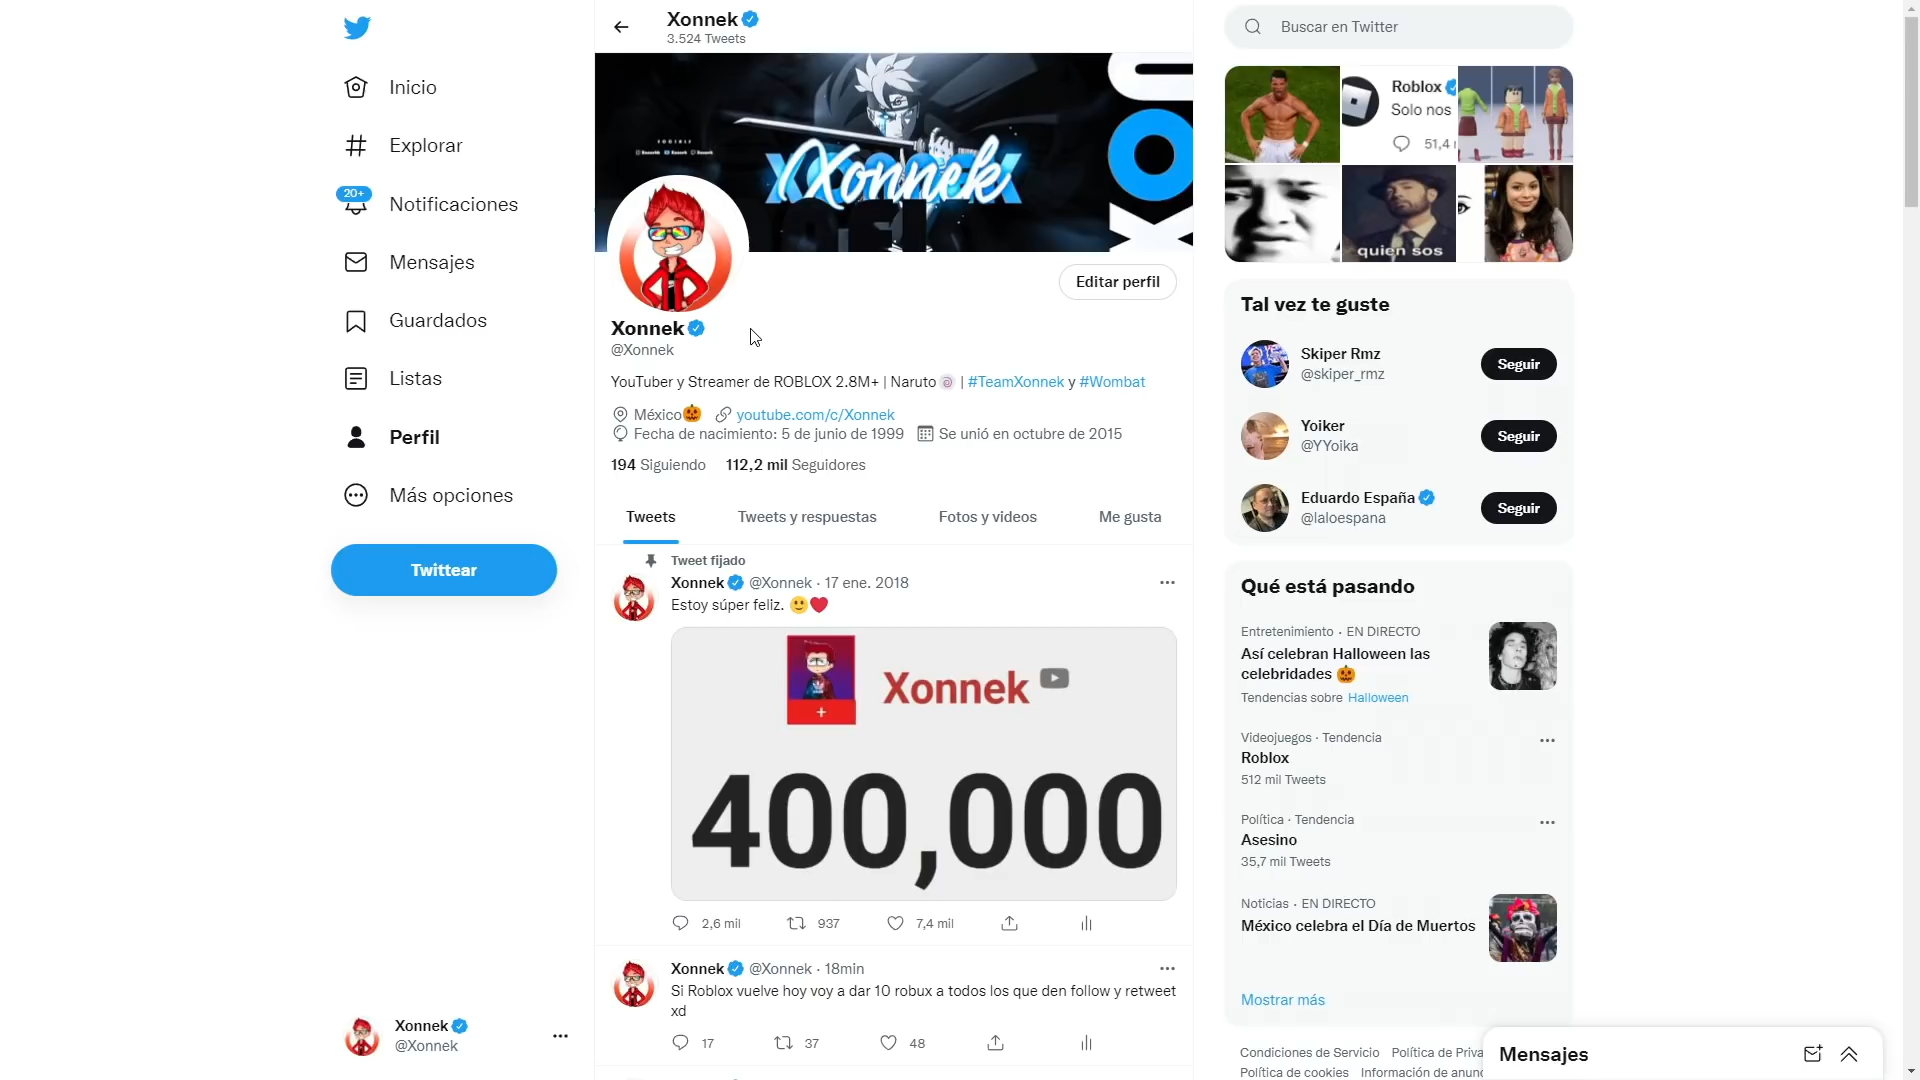 Inicio
Explorar
20+
Notificaciones
Mensajes
Guardados
Listas
Perfil
Más opciones
Twittear
Xonnek
@Xonnek
Xonnek
3.524 Tweets
Xonnek
Editar perfil
Xonnek
@Xonnek
YouTuber y Streamer de ROBLOX 2.8M+ | Naruto🍥 | #TeamXonnek y #Wombat
México🎃 youtube.com/c/Xonnek
Fecha de nacimiento: 5 de junio de 1999 Se unió en octubre de 2015
194 Siguiendo 112,2 mil Seguidores
Tweets Tweets y respuestas Fotos y videos Me gusta
Tweet fijado
Xonnek @Xonnek · 17 ene. 2018
Estoy súper feliz. 🙂❤️
Xonnek
400,000
2,6 mil 937 7,4 mil
Xonnek @Xonnek · 18min
Si Roblox vuelve hoy voy a dar 10 robux a todos los que den follow y retweet
xd
17 37 48
Buscar en Twitter
Roblox
Solo nos
51,4
quien sos
Tal vez te guste
Skiper Rmz
@skiper_rmz
Seguir
Yoiker
@YYoika
Seguir
Eduardo España
@laloespana
Seguir
Qué está pasando
Entretenimiento · EN DIRECTO
Así celebran Halloween las
celebridades 🎃
Tendencias sobre Halloween
Videojuegos · Tendencia
Roblox
512 mil Tweets
Política · Tendencia
Asesino
35,7 mil Tweets
Noticias · EN DIRECTO
México celebra el Día de Muertos
Mostrar más
Condiciones de Servicio Política de Priva
Política de cookies Información de anunc
Mensajes